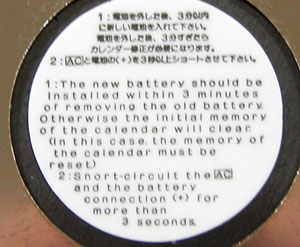 1：電池を外した後、3分以内
に新しい電池を入れて下さい。
電池を外した後、3分すぎたら
カレンダー修正が必要になります。
2：ACと電池の(+)を3秒以上ショートさせて下さい。
1:The new battery should be
installed within 3 minutes
of removing the old battery.
Otherwise the initial memory
of the calendar will clear.
(In this case, the memory of
the calendar must be
reset)
2:Snort-circuit the AC
and the battery
connection (+) for
more than
3 seconds.